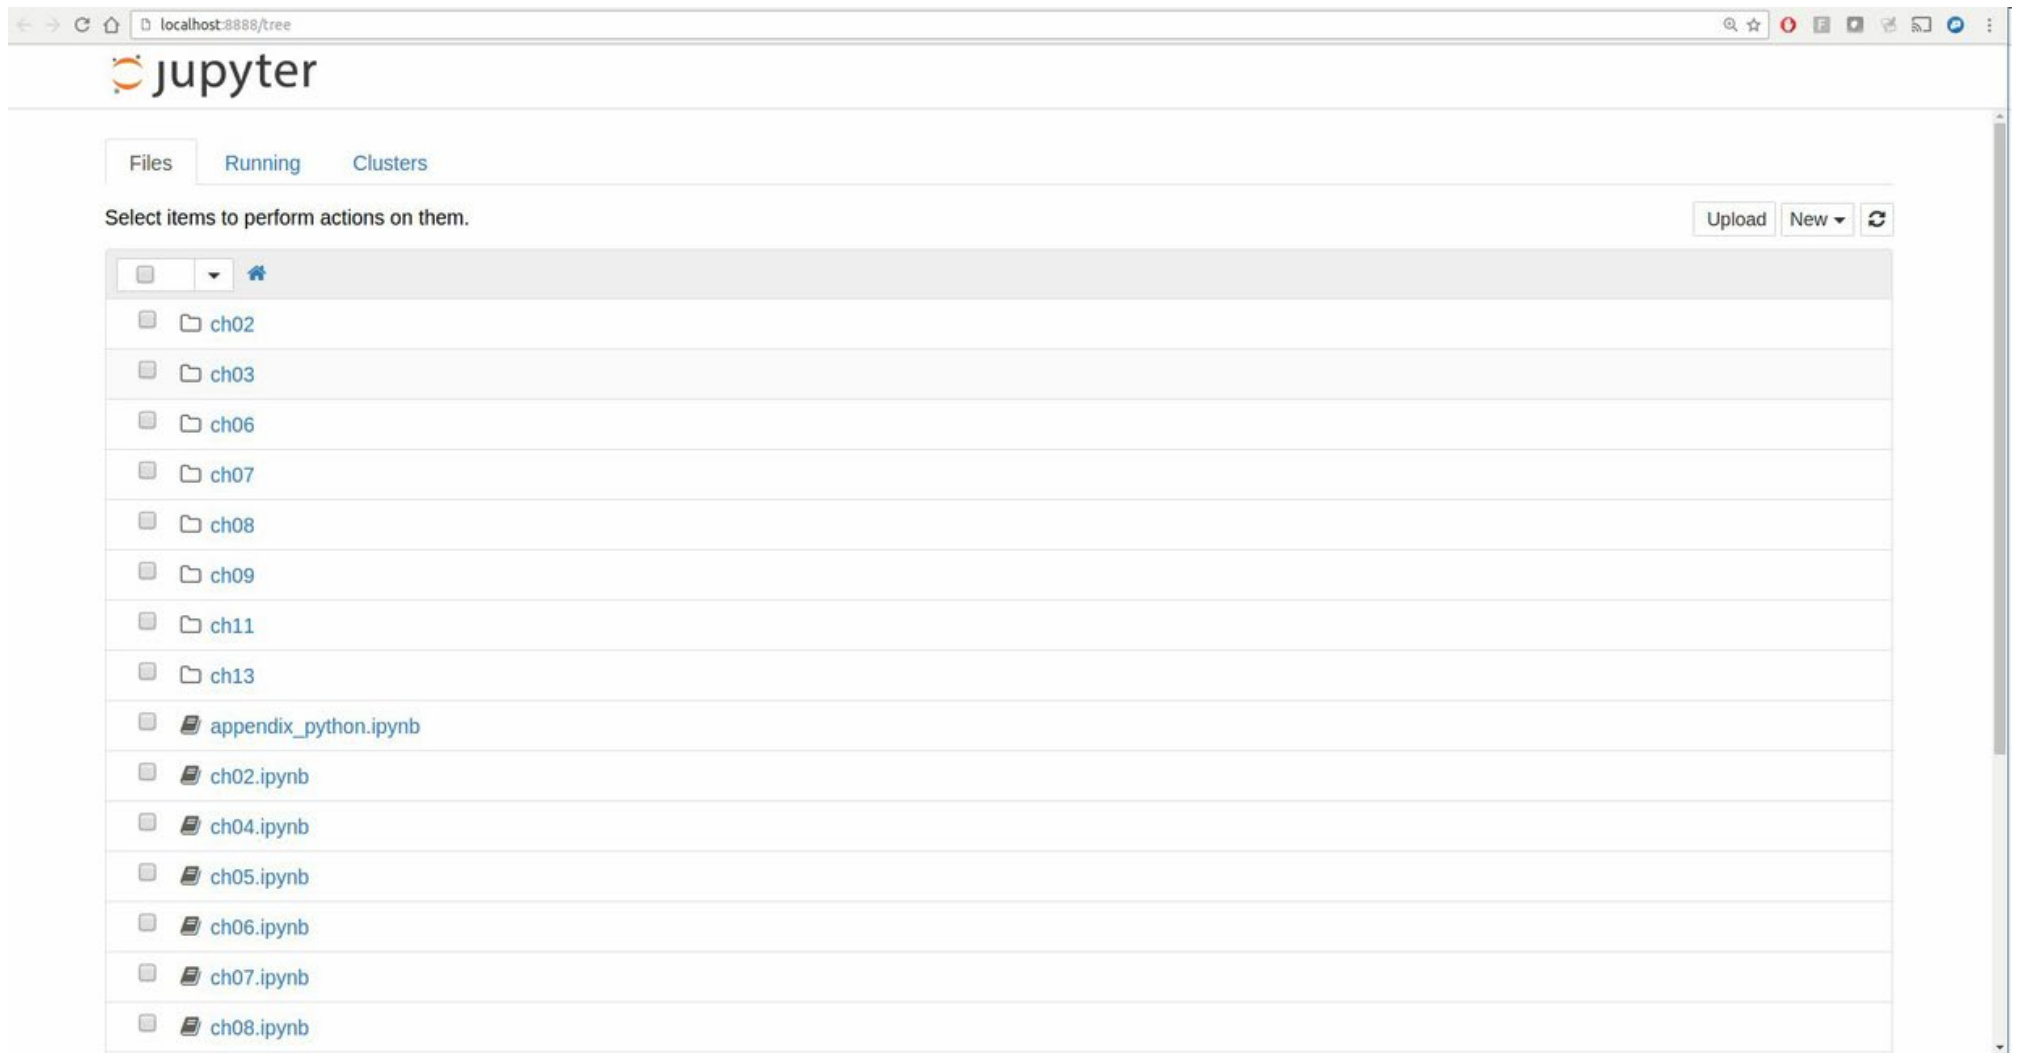 localhost:8888/tree
jupyter
Files Running Clusters
Select items to perform actions on them.
Upload New
ch02
ch03
ch06
ch07
ch08
ch09
ch11
ch13
appendix_python.ipynb
ch02.ipynb
ch04.ipynb
ch05.ipynb
ch06.ipynb
ch07.ipynb
ch08.ipynb